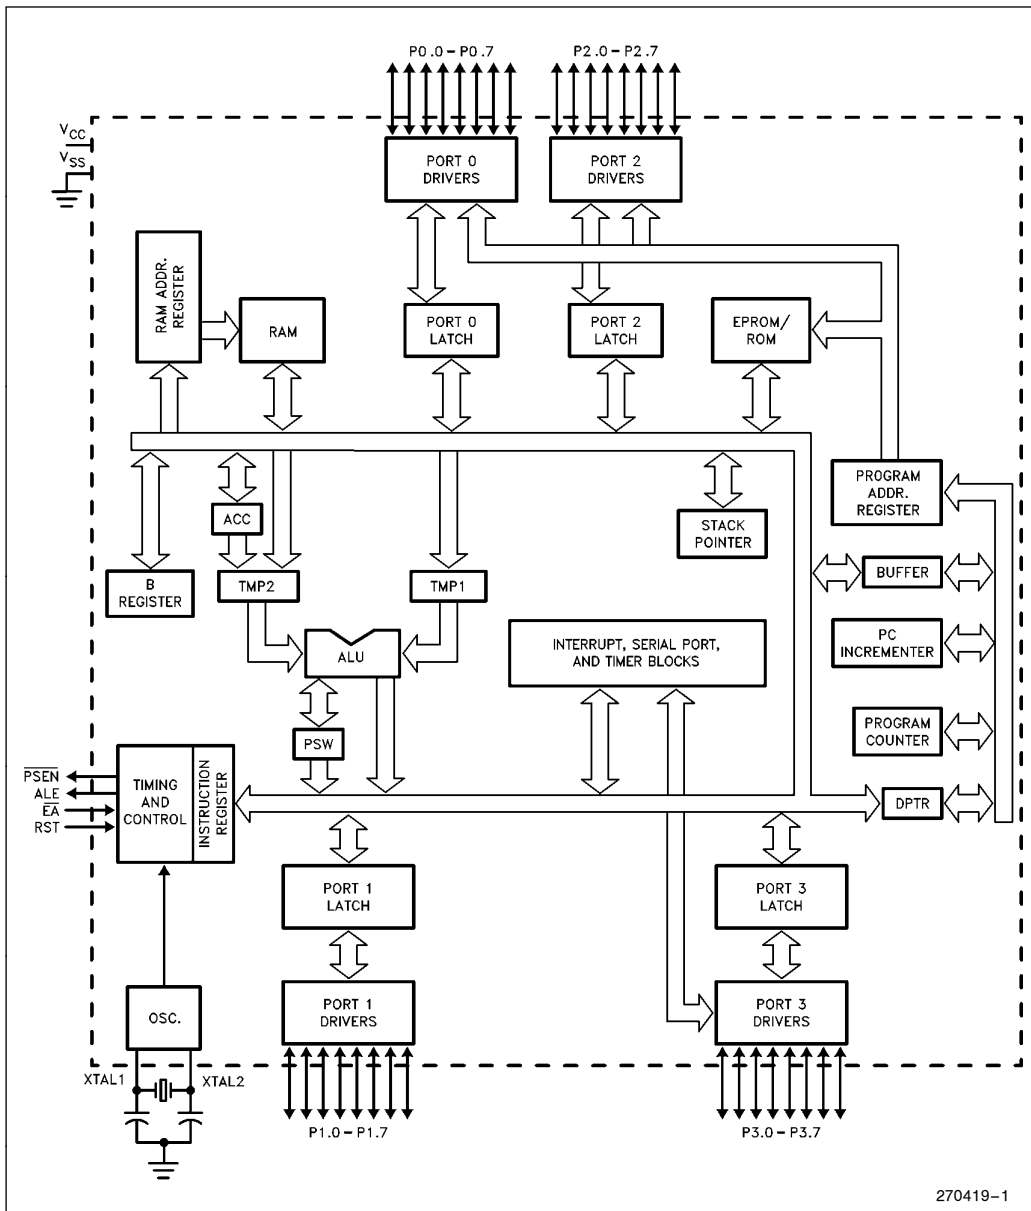 P0.0 – P0.7
P2.0 – P2.7
VCC
VSS
PORT 0
DRIVERS
PORT 2
DRIVERS
RAM ADDR.
REGISTER
RAM
PORT 0
LATCH
PORT 2
LATCH
EPROM/
ROM
PROGRAM
ADDR.
REGISTER
ACC
STACK
POINTER
B
REGISTER
TMP2
TMP1
BUFFER
ALU
INTERRUPT, SERIAL PORT,
AND TIMER BLOCKS
PC
INCREMENTER
PSW
PROGRAM
COUNTER
PSEN
ALE
EA
RST
TIMING
AND
CONTROL
INSTRUCTION
REGISTER
DPTR
PORT 1
LATCH
PORT 3
LATCH
OSC.
PORT 1
DRIVERS
PORT 3
DRIVERS
XTAL1
XTAL2
P1.0 – P1.7
P3.0 – P3.7
270419–1